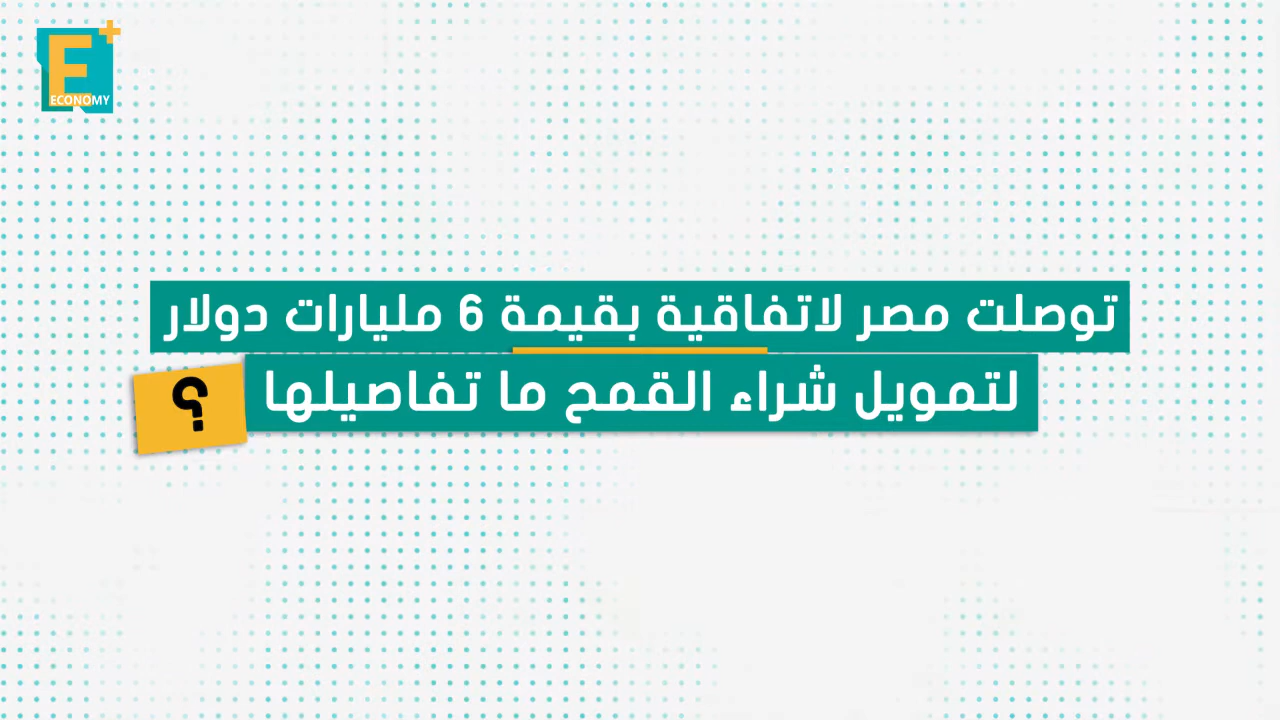 E+
ECONOMY
توصلت مصر لاتفاقية بقيمة 6 مليارات دولار
لتمويل شراء القمح ما تفاصيلها ؟